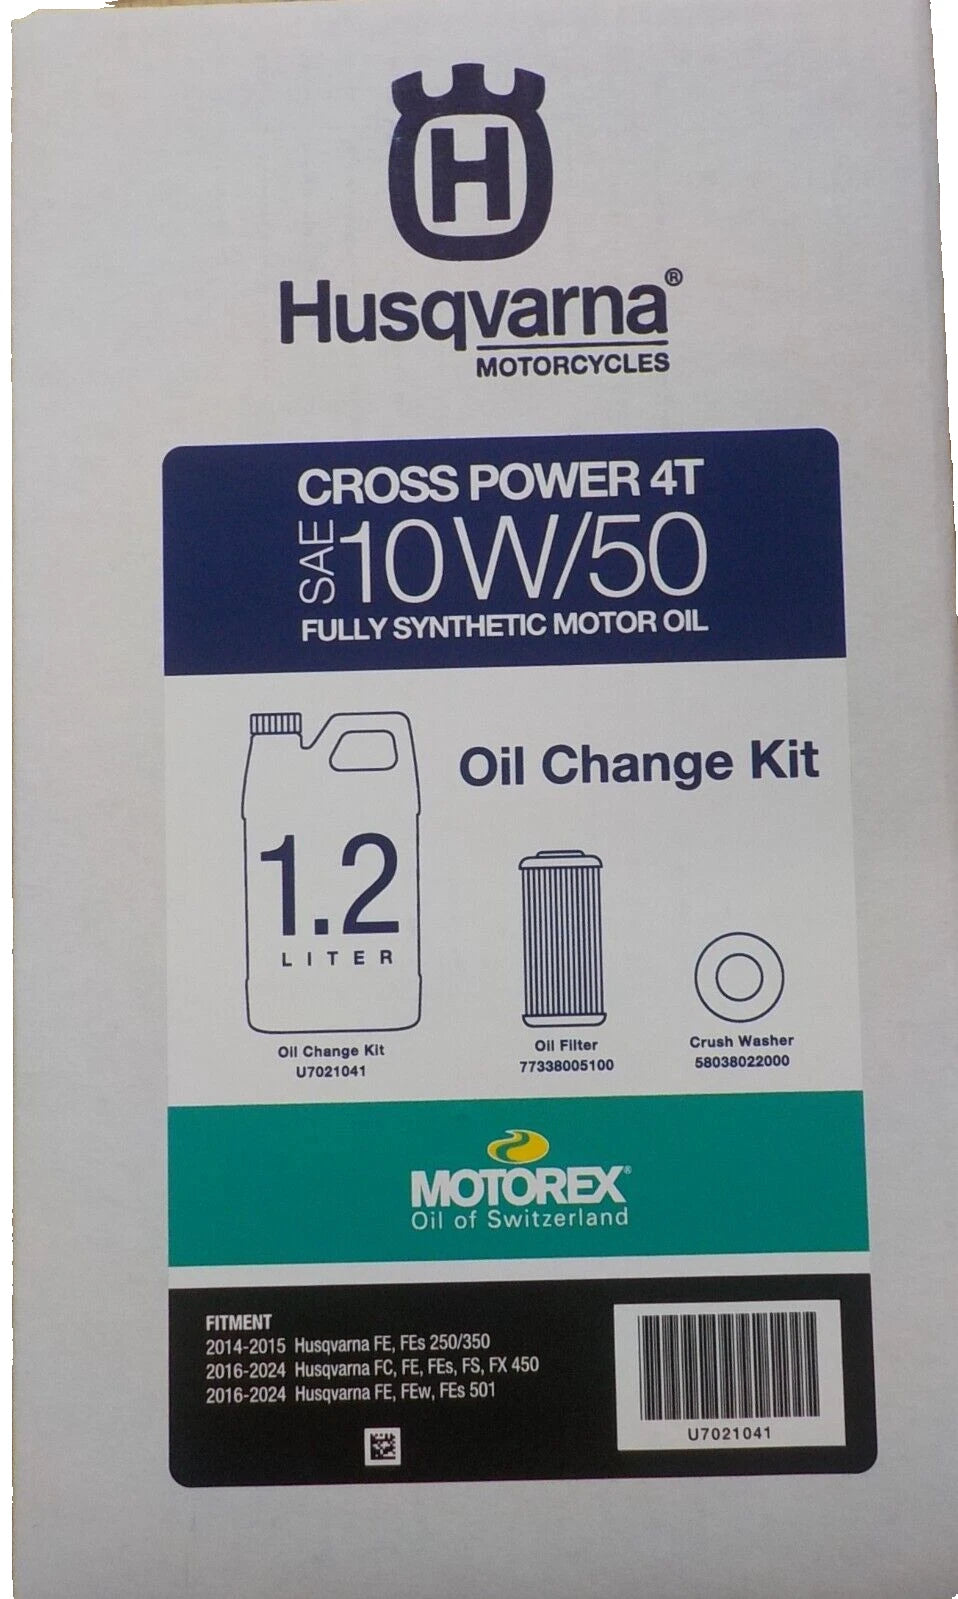 H
Husqvarna®
MOTORCYCLES
CROSS POWER 4T
SAE 10W/50
FULLY SYNTHETIC MOTOR OIL
Oil Change Kit
1.2
LITER
Oil Change Kit
U7021041
Oil Filter
77338005100
Crush Washer
58038022000
MOTOREX®
Oil of Switzerland
FITMENT
2014-2015 Husqvarna FE, FEs 250/350
2016-2024 Husqvarna FC, FE, FEs, FS, FX 450
2016-2024 Husqvarna FE, FEw, FEs 501
U7021041